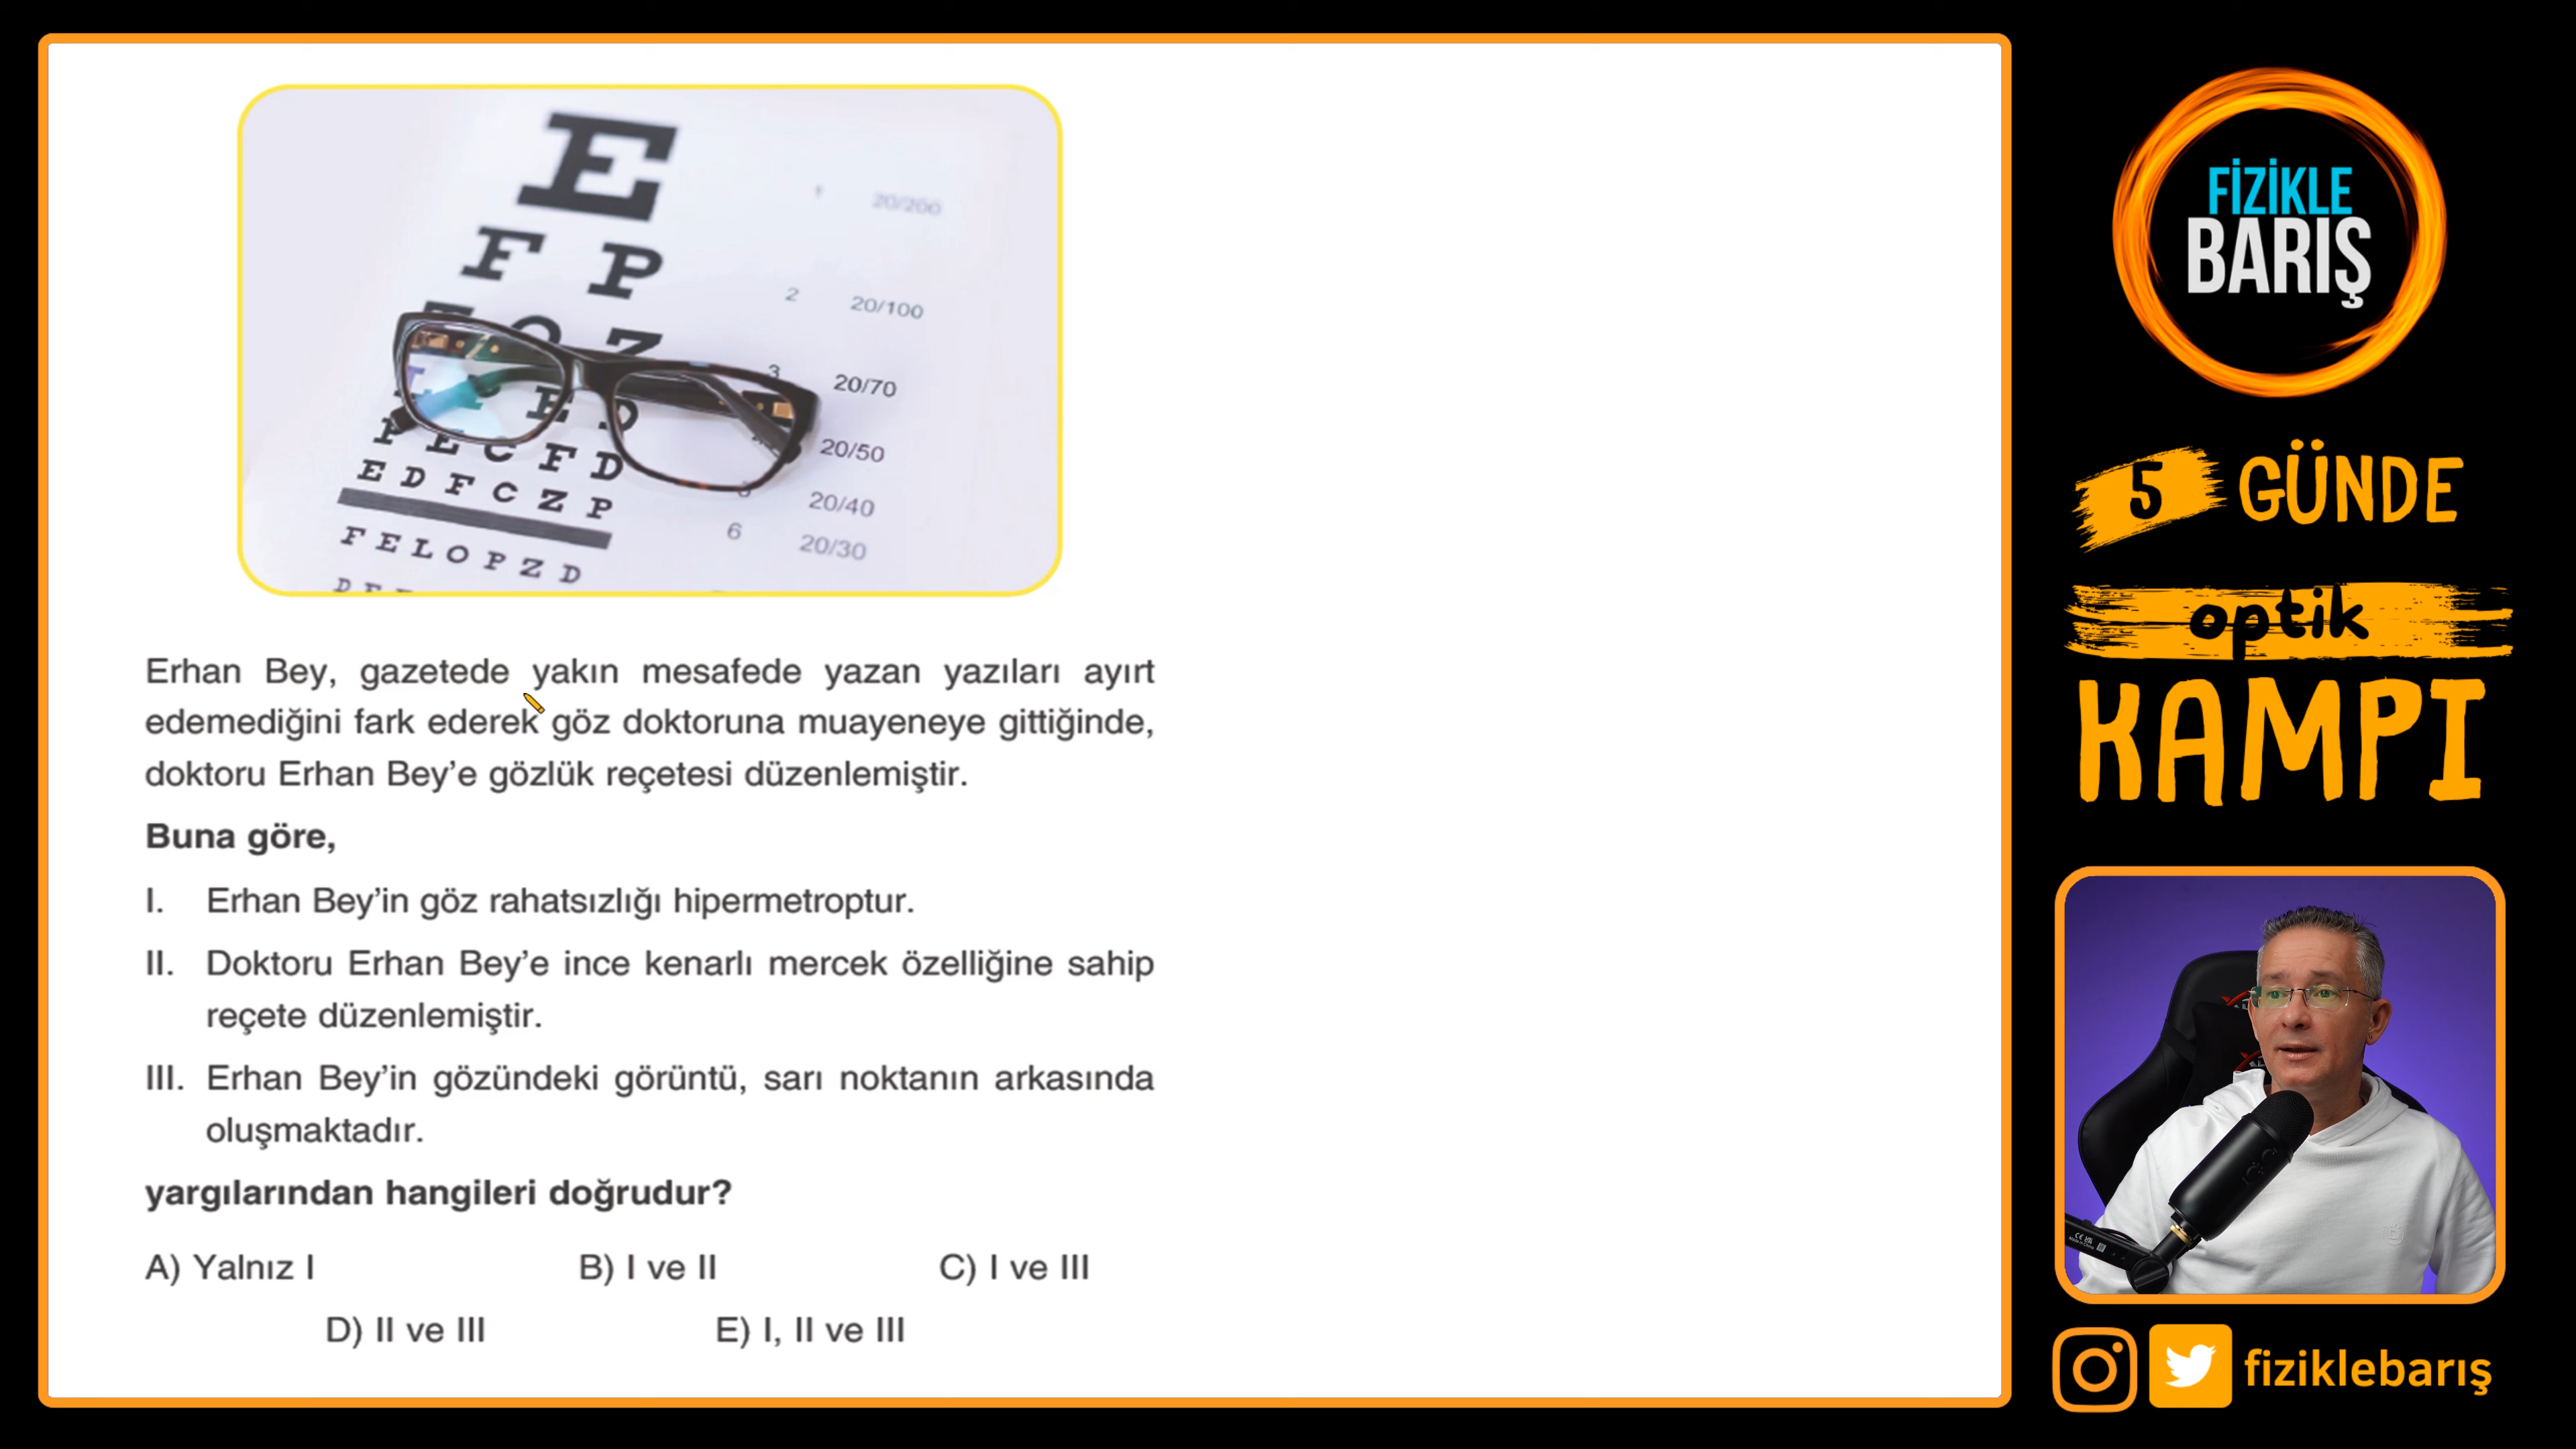 E
1 20/200
F P
2 20/100
Z
3 20/70
E D
20/50
P E C F D
20/40
E D F C Z P
6 20/30
F E L O P Z D
Erhan Bey, gazetede yakın mesafede yazan yazıları ayırt
edemediğini fark ederek göz doktoruna muayeneye gittiğinde,
doktoru Erhan Bey’e gözlük reçetesi düzenlemiştir.
Buna göre,
I. Erhan Bey’in göz rahatsızlığı hipermetroptur.
II. Doktoru Erhan Bey’e ince kenarlı mercek özelliğine sahip
reçete düzenlemiştir.
III. Erhan Bey’in gözündeki görüntü, sarı noktanın arkasında
oluşmaktadır.
yargılarından hangileri doğrudur?
A) Yalnız I B) I ve II C) I ve III
D) II ve III E) I, II ve III
FİZİKLE
BARIŞ
5 GÜNDE
optik
KAMPI
fiziklebarış